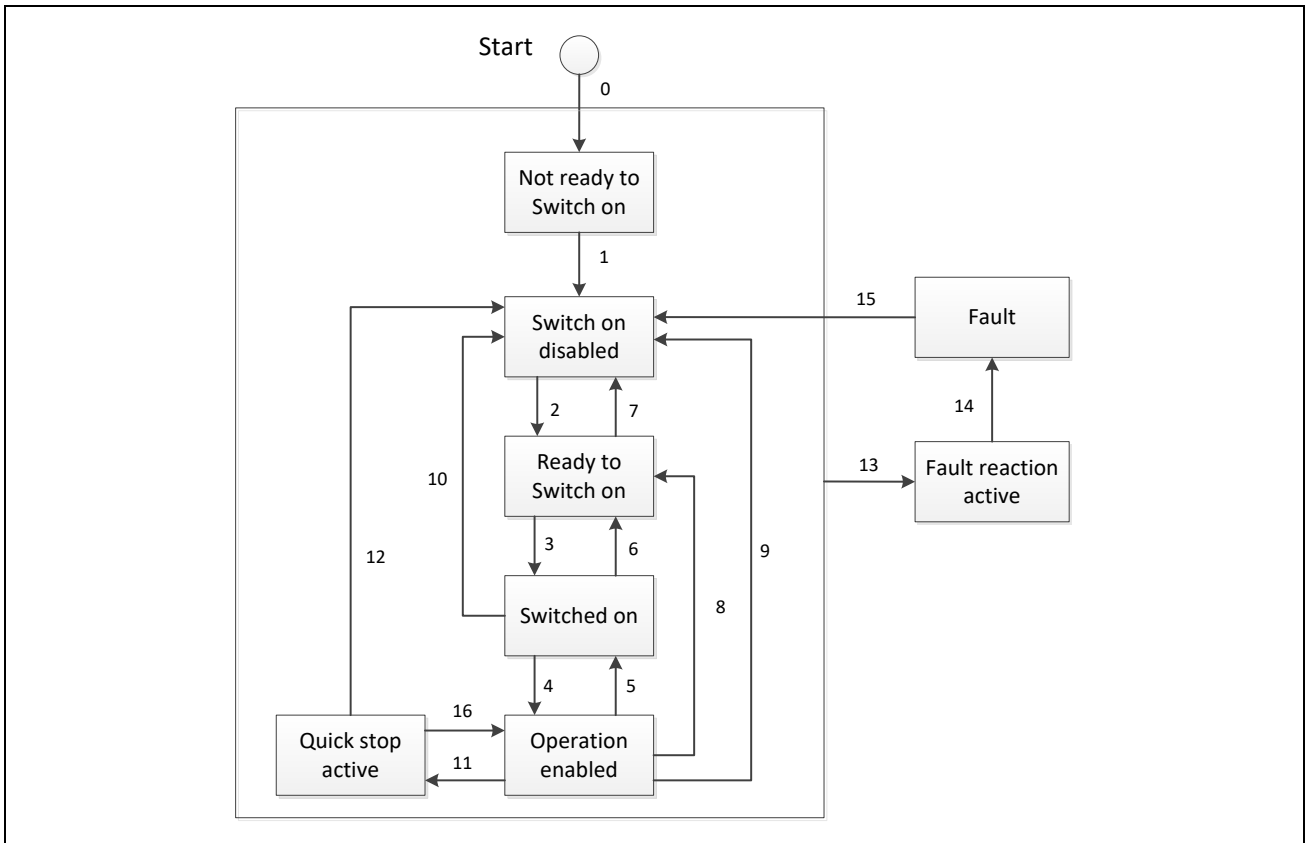 Start
0
Not ready to
Switch on
1
Switch on
disabled
15
Fault
2
7
14
Ready to
Switch on
10
13
Fault reaction
active
3
6
12
9
8
Switched on
4
5
16
Quick stop
active
11
Operation
enabled